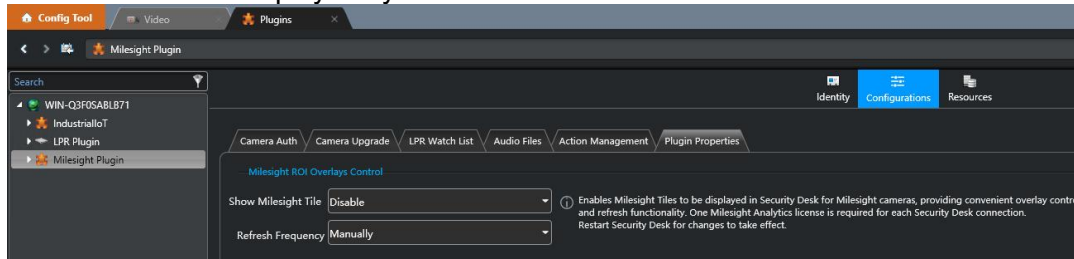 Config Tool
Video
Plugins
Milesight Plugin
Search
Identity
Configurations
Resources
WIN-Q3F0SABLB71
IndustrialIoT
LPR Plugin
Milesight Plugin
Camera Auth
Camera Upgrade
LPR Watch List
Audio Files
Action Management
Plugin Properties
Milesight ROI Overlays Control
Show Milesight Tile
Disable
Enables Milesight Tiles to be displayed in Security Desk for Milesight cameras, providing convenient overlay contr
and refresh functionality. One Milesight Analytics license is required for each Security Desk connection.
Restart Security Desk for changes to take effect.
Refresh Frequency
Manually